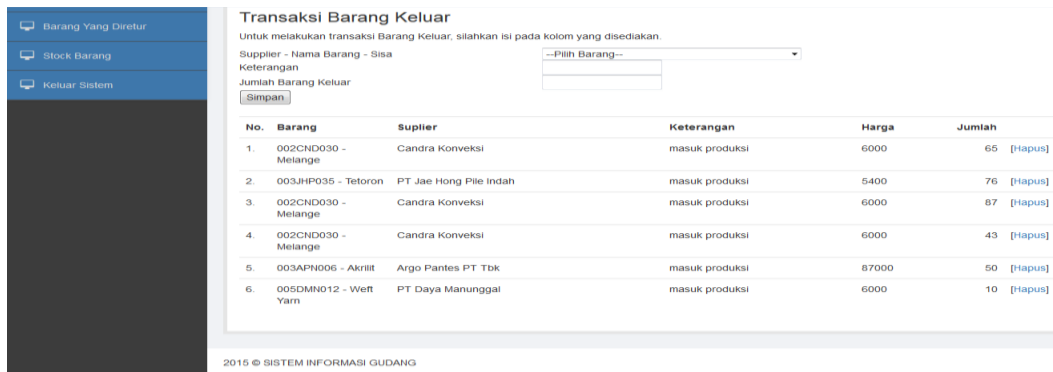 Barang Yang Diretur
Stock Barang
Keluar Sistem
Transaksi Barang Keluar
Untuk melakukan transaksi Barang Keluar, silahkan isi pada kolom yang disediakan.
Supplier - Nama Barang - Sisa --Pilih Barang--
Keterangan
Jumlah Barang Keluar
Simpan
No. Barang Suplier Keterangan Harga Jumlah
1. 002CND030 - Candra Konveksi masuk produksi 6000 65 [Hapus]
Melange
2. 003JHP035 - Tetoron PT Jae Hong Pile Indah masuk produksi 5400 76 [Hapus]
3. 002CND030 - Candra Konveksi masuk produksi 6000 87 [Hapus]
Melange
4. 002CND030 - Candra Konveksi masuk produksi 6000 43 [Hapus]
Melange
5. 003APN006 - Akrilit Argo Pantes PT Tbk masuk produksi 87000 50 [Hapus]
6. 005DMN012 - Weft PT Daya Manunggal masuk produksi 6000 10 [Hapus]
Yarn
2015 © SISTEM INFORMASI GUDANG